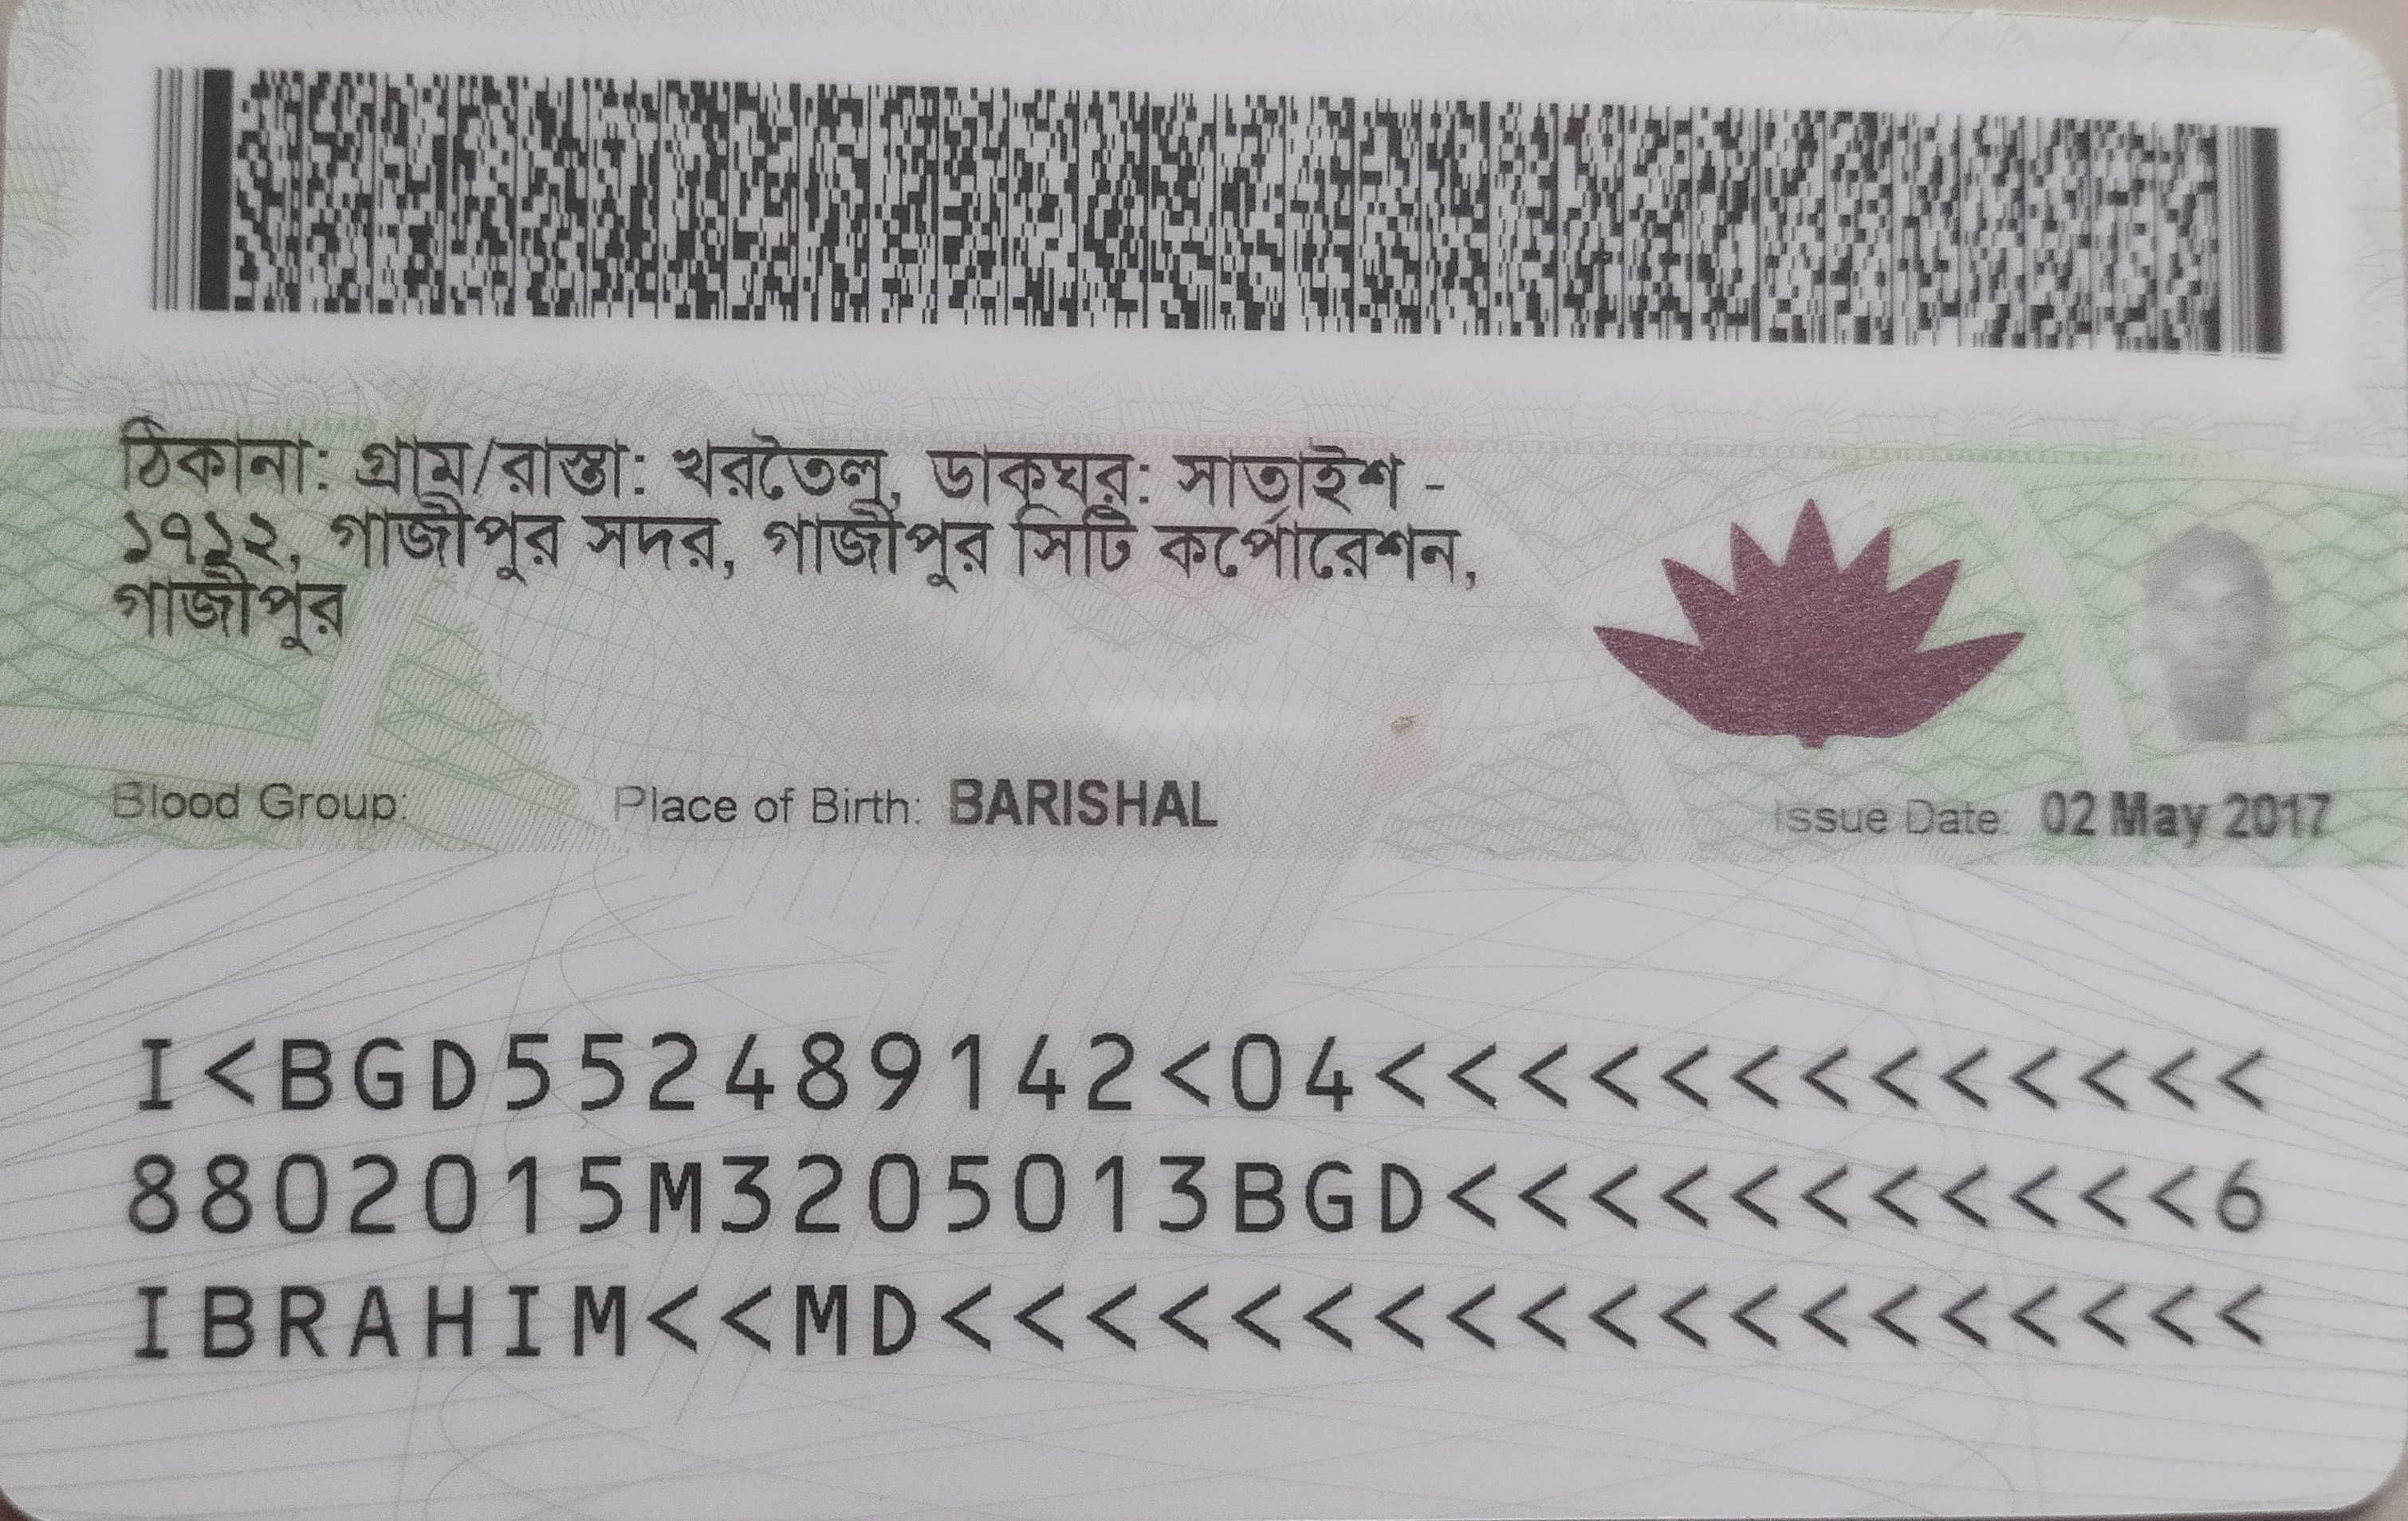 ঠিকানা: গ্রাম/রাস্তা: খরতৈল, ডাকঘর: সাতাইশ -
১৭১২, গাজীপুর সদর, গাজীপুর সিটি কর্পোরেশন,
গাজীপুর
Blood Group: Place of Birth: BARISHAL Issue Date: 02 May 2017
I<BGD552489142<04<<<<<<<<<<<<<
8802015M3205013BGD<<<<<<<<<<<6
IBRAHIM<<MD<<<<<<<<<<<<<<<<<<<